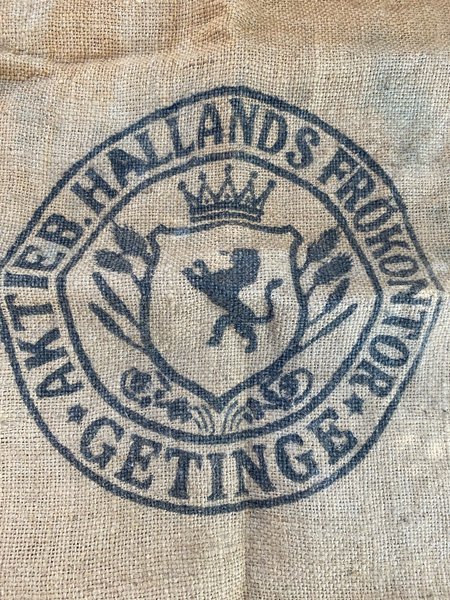 AKTIEB. HALLANDS FRÖKONTOR
* GETINGE *